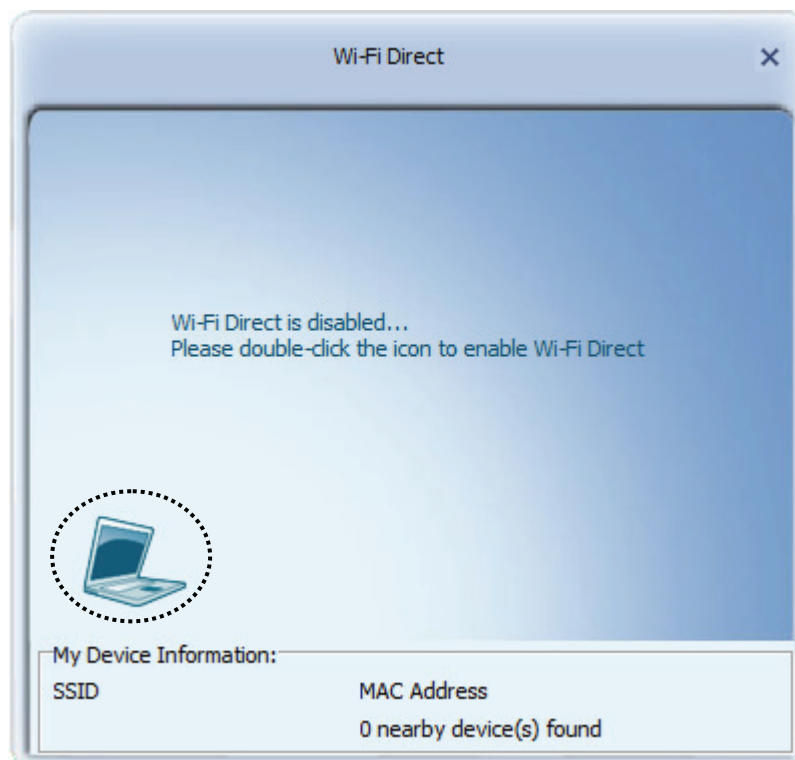 Wi-Fi Direct
Wi-Fi Direct is disabled...
Please double-click the icon to enable Wi-Fi Direct
My Device Information:
SSID
MAC Address
0 nearby device(s) found